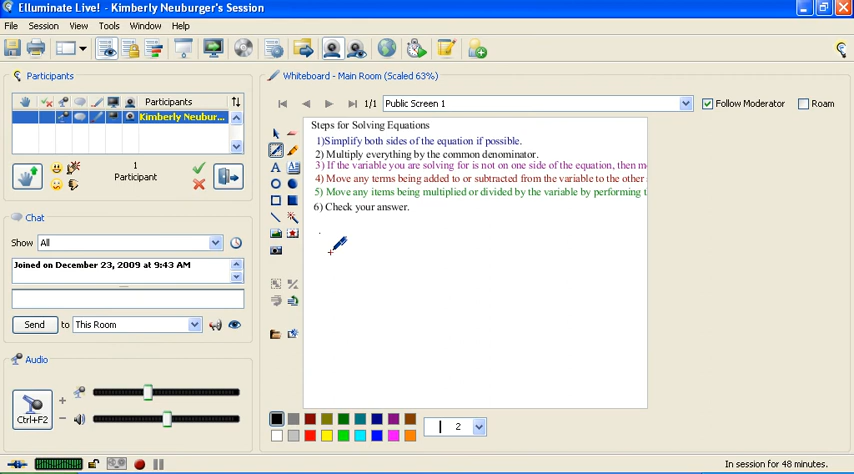 Elluminate Live! - Kimberly Neuburger's Session
File Session View Tools Window Help
Participants
Participants
Kimberly Neubur...
1
Participant
Chat
Show All
Joined on December 23, 2009 at 9:43 AM
Send to This Room
Audio
Ctrl+F2
Whiteboard - Main Room (Scaled 63%)
1/1 Public Screen 1 Follow Moderator Roam
Steps for Solving Equations
1)Simplify both sides of the equation if possible.
2) Multiply everything by the common denominator.
3) If the variable you are solving for is not on one side of the equation, then m
4) Move any terms being added to or subtracted from the variable to the other
5) Move any items being multiplied or divided by the variable by performing t
6) Check your answer.
2
In session for 48 minutes.